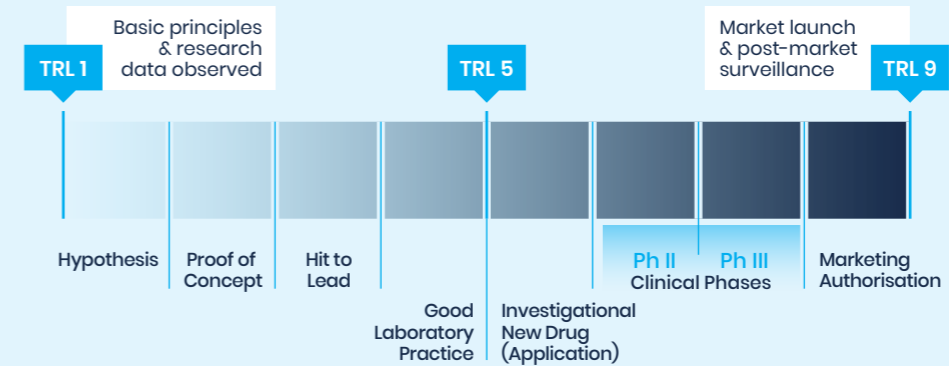 Basic principles
& research
data observed
TRL 1
TRL 5
Market launch
& post-market
surveillance
TRL 9
Hypothesis
Proof of
Concept
Hit to
Lead
Good
Laboratory
Practice
Investigational
New Drug
(Application)
Ph II
Ph III
Clinical Phases
Marketing
Authorisation